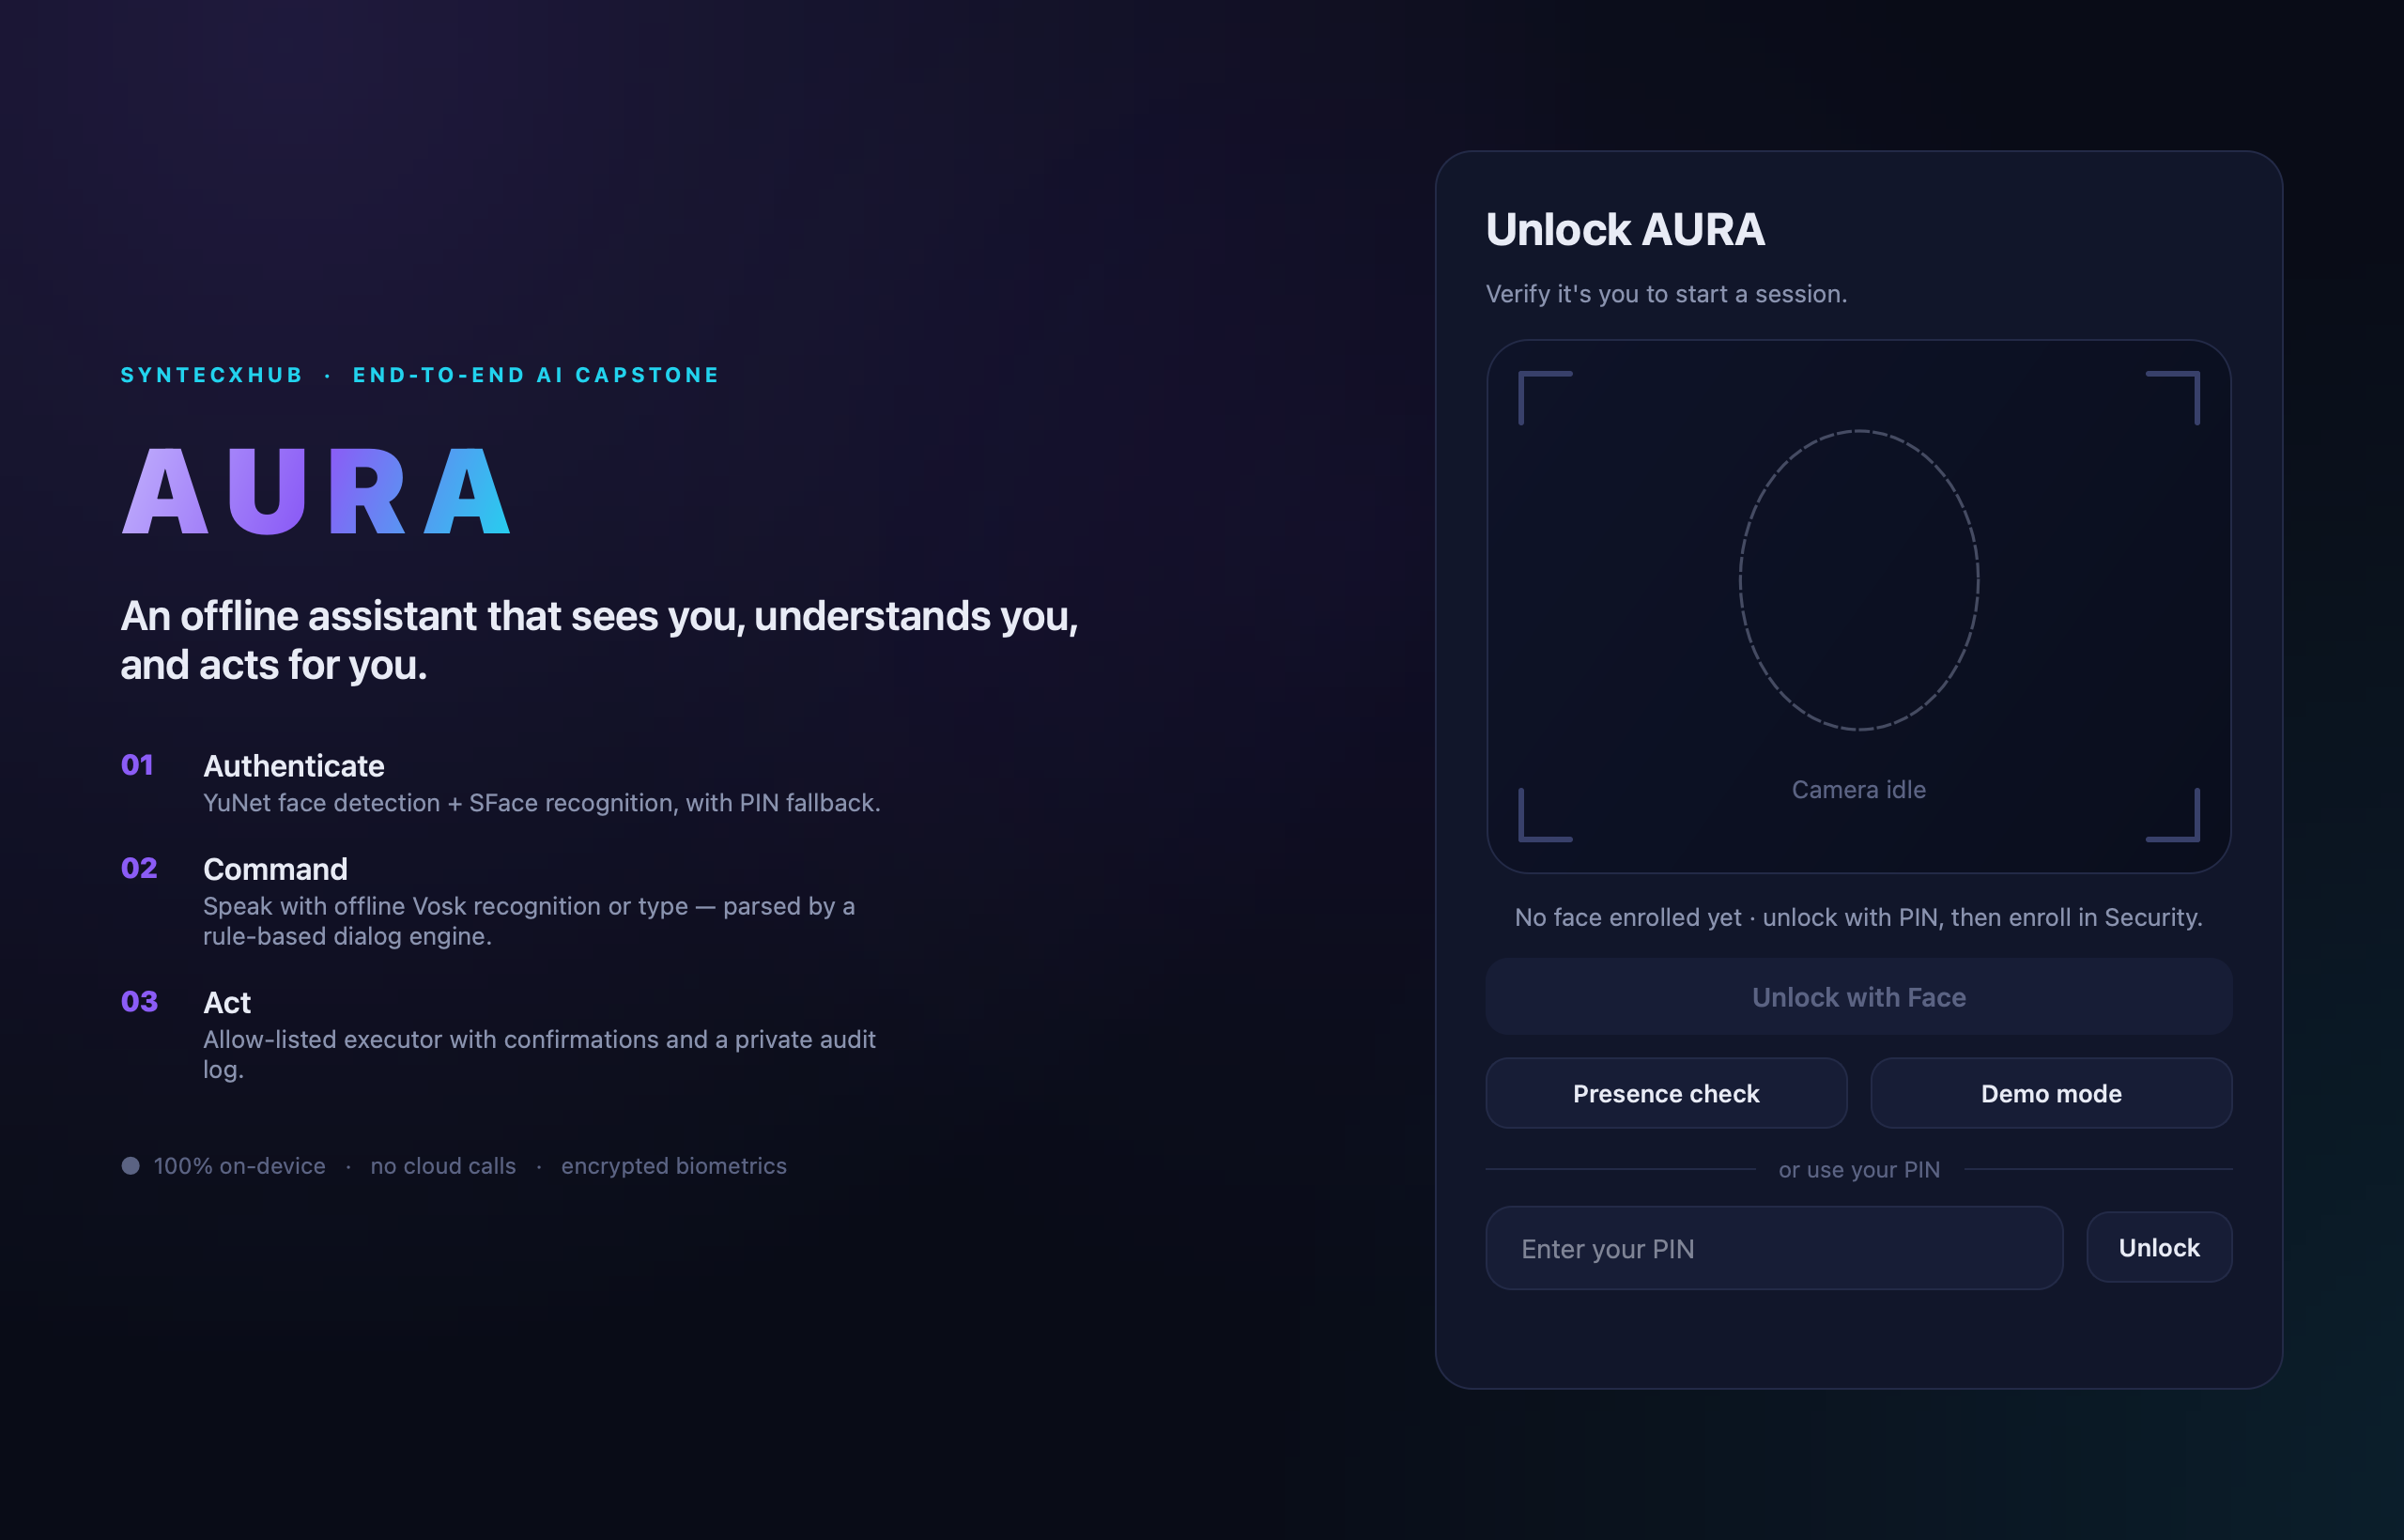 SYNTECXHUB · END-TO-END AI CAPSTONE
AURA
An offline assistant that sees you, understands you,
and acts for you.
01 Authenticate
YuNet face detection + SFace recognition, with PIN fallback.
02 Command
Speak with offline Vosk recognition or type — parsed by a
rule-based dialog engine.
03 Act
Allow-listed executor with confirmations and a private audit
log.
100% on-device · no cloud calls · encrypted biometrics
Unlock AURA
Verify it's you to start a session.
Camera idle
No face enrolled yet · unlock with PIN, then enroll in Security.
Unlock with Face
Presence check Demo mode
or use your PIN
Enter your PIN Unlock